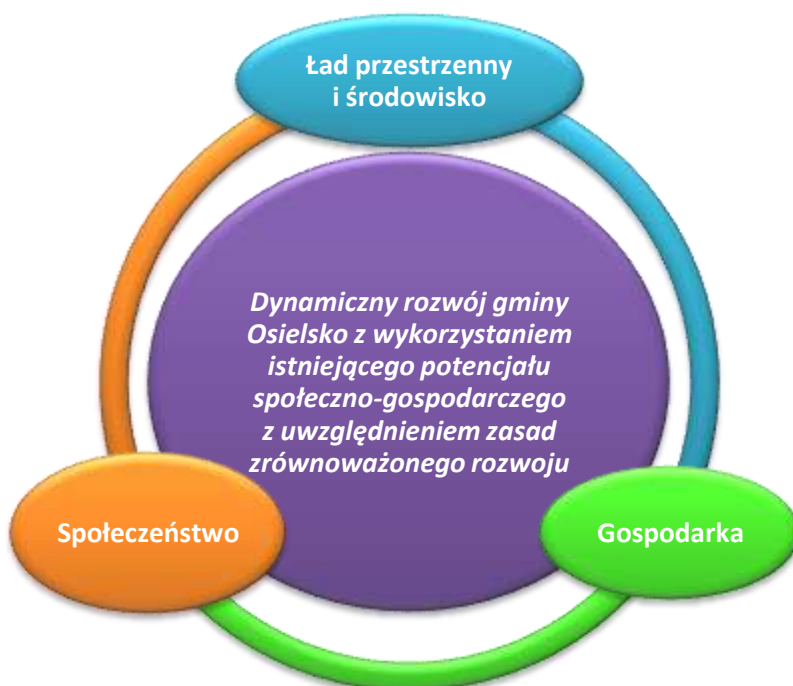 Ład przestrzenny
i środowisko
Dynamiczny rozwój gminy
Osielsko z wykorzystaniem
istniejącego potencjału
społeczno-gospodarczego
z uwzględnieniem zasad
zrównoważonego rozwoju
Społeczeństwo
Gospodarka